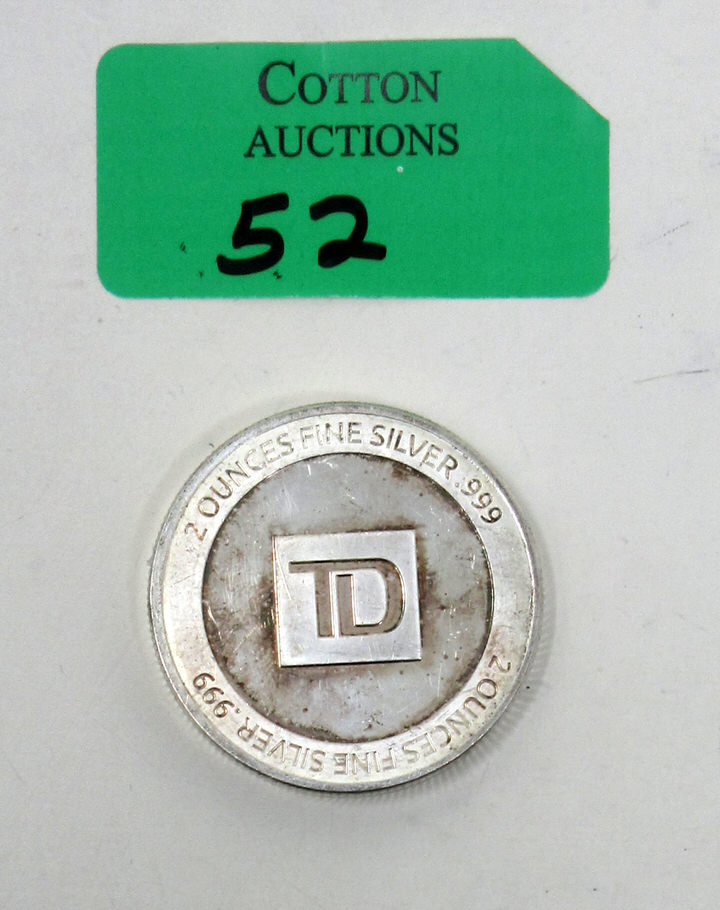 COTTON
AUCTIONS
52
2 OUNCES FINE SILVER .999
TD
2 OUNCES FINE SILVER .999